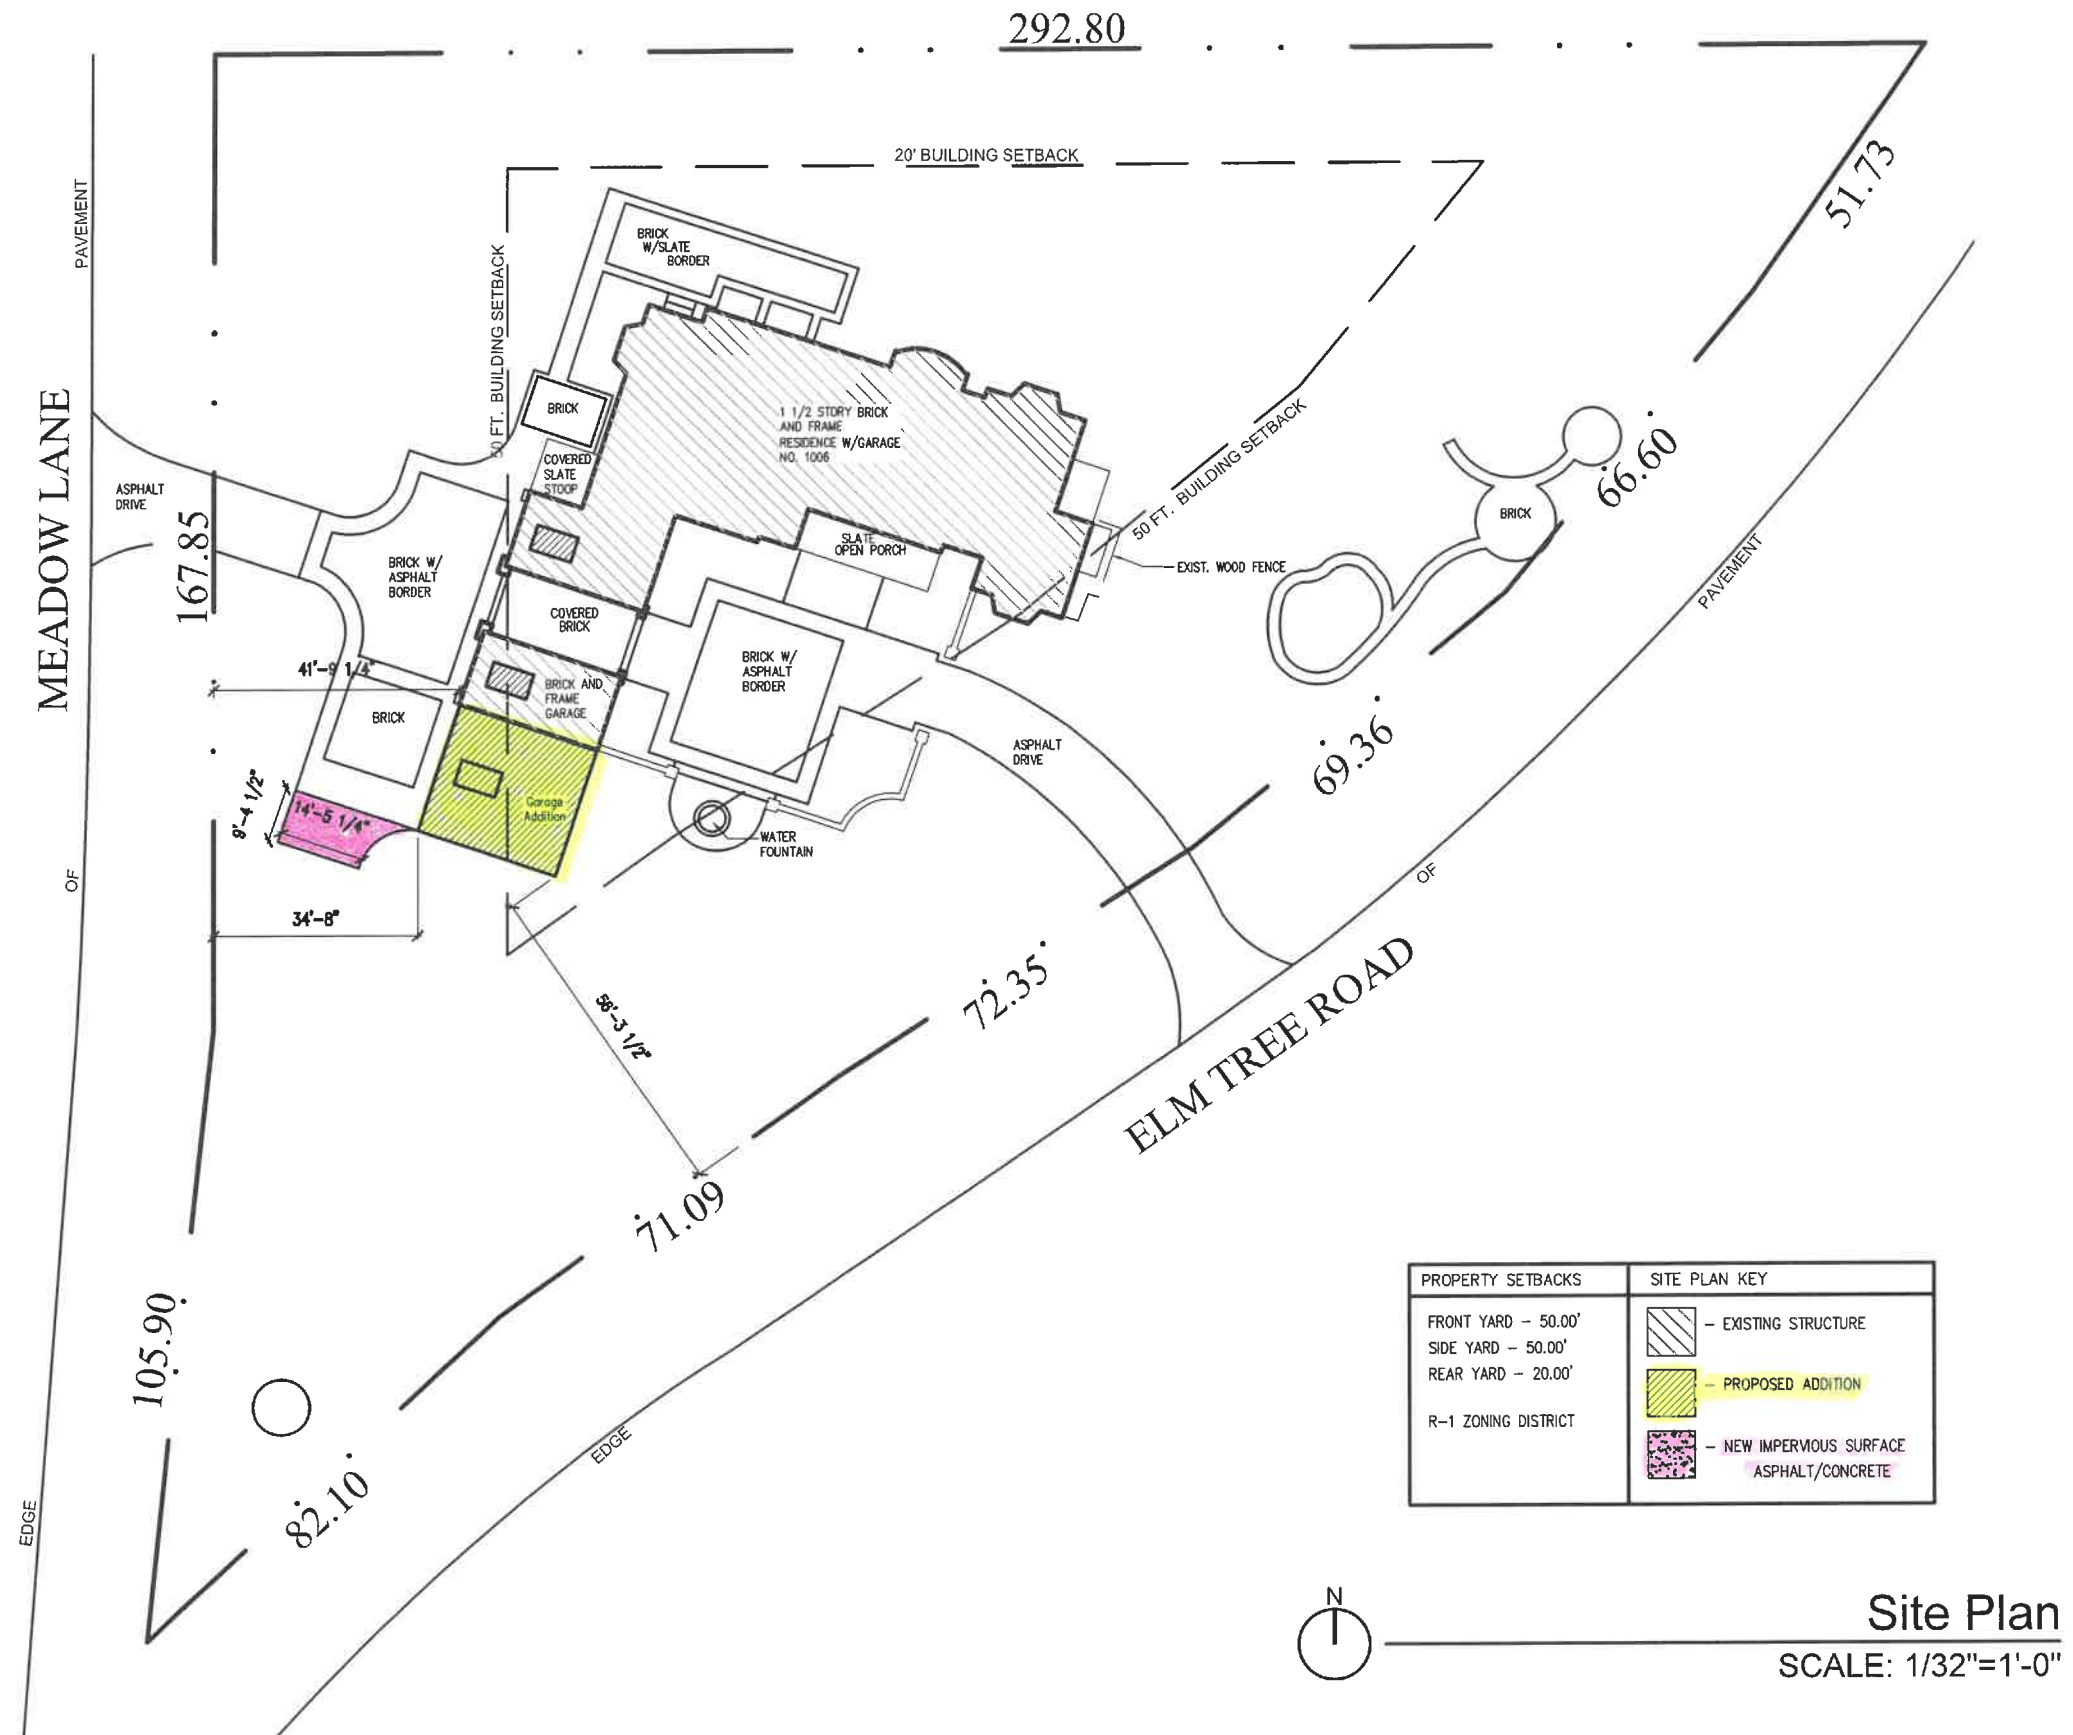 292.80
20' BUILDING SETBACK
51.73
PAVEMENT
50 FT. BUILDING SETBACK
BRICK
W/SLATE
BORDER
MEADOW LANE
BRICK
1 1/2 STORY BRICK
AND FRAME
RESIDENCE W/GARAGE
NO. 1006
50 FT. BUILDING SETBACK
66.60
COVERED
SLATE
STOOP
ASPHALT
DRIVE
167.85
BRICK
SLATE
OPEN PORCH
EXIST. WOOD FENCE
PAVEMENT
BRICK W/
ASPHALT
BORDER
COVERED
BRICK
41'-9 1/4"
BRICK W/
ASPHALT
BORDER
BRICK AND
FRAME
GARAGE
BRICK
ASPHALT
DRIVE
69.36
9'-4 1/2"
14'-5 1/4"
Garage
Addition
WATER
FOUNTAIN
OF
OF
34'-8"
72.35
ELM TREE ROAD
56'-3 1/2"
71.09
105.90
82.10
EDGE
EDGE
PROPERTY SETBACKS
FRONT YARD - 50.00'
SIDE YARD - 50.00'
REAR YARD - 20.00'
R-1 ZONING DISTRICT
SITE PLAN KEY
- EXISTING STRUCTURE
- PROPOSED ADDITION
- NEW IMPERVIOUS SURFACE
ASPHALT/CONCRETE
N
Site Plan
SCALE: 1/32"=1'-0"